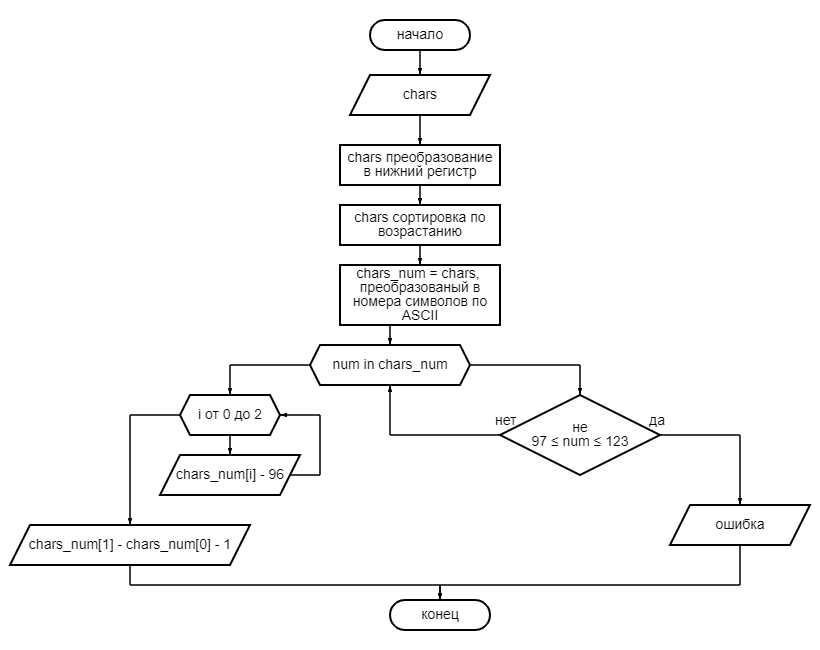 начало
chars
chars преобразование
в нижний регистр
chars сортировка по
возрастанию
chars_num = chars,
преобразованый в
номера символов по
ASCII
num in chars_num
i от 0 до 2
нет
не
97 ≤ num ≤ 123
да
chars_num[i] - 96
ошибка
chars_num[1] - chars_num[0] - 1
конец